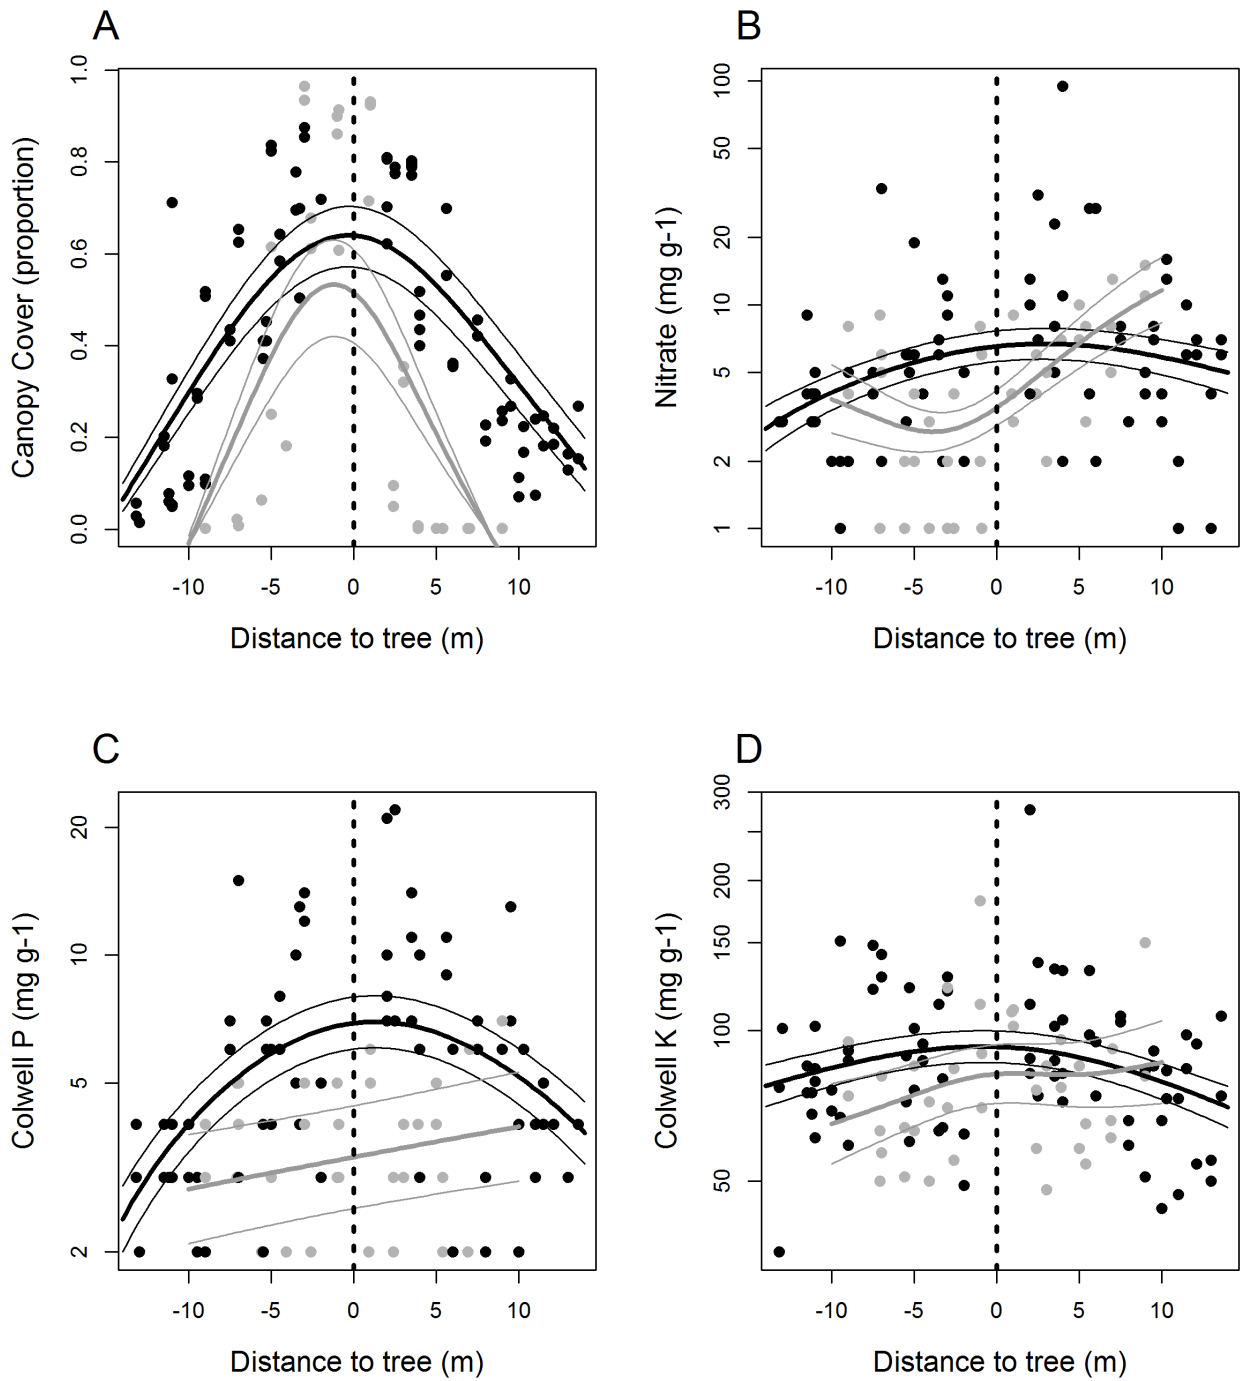 A
Canopy Cover (proportion)
1.0
0.8
0.6
0.4
0.2
0.0
-10 -5 0 5 10
Distance to tree (m)
B
Nitrate (mg g-1)
100
50
20
10
5
2
1
-10 -5 0 5 10
Distance to tree (m)
C
Colwell P (mg g-1)
20
10
5
2
-10 -5 0 5 10
Distance to tree (m)
D
Colwell K (mg g-1)
300
200
150
100
50
-10 -5 0 5 10
Distance to tree (m)